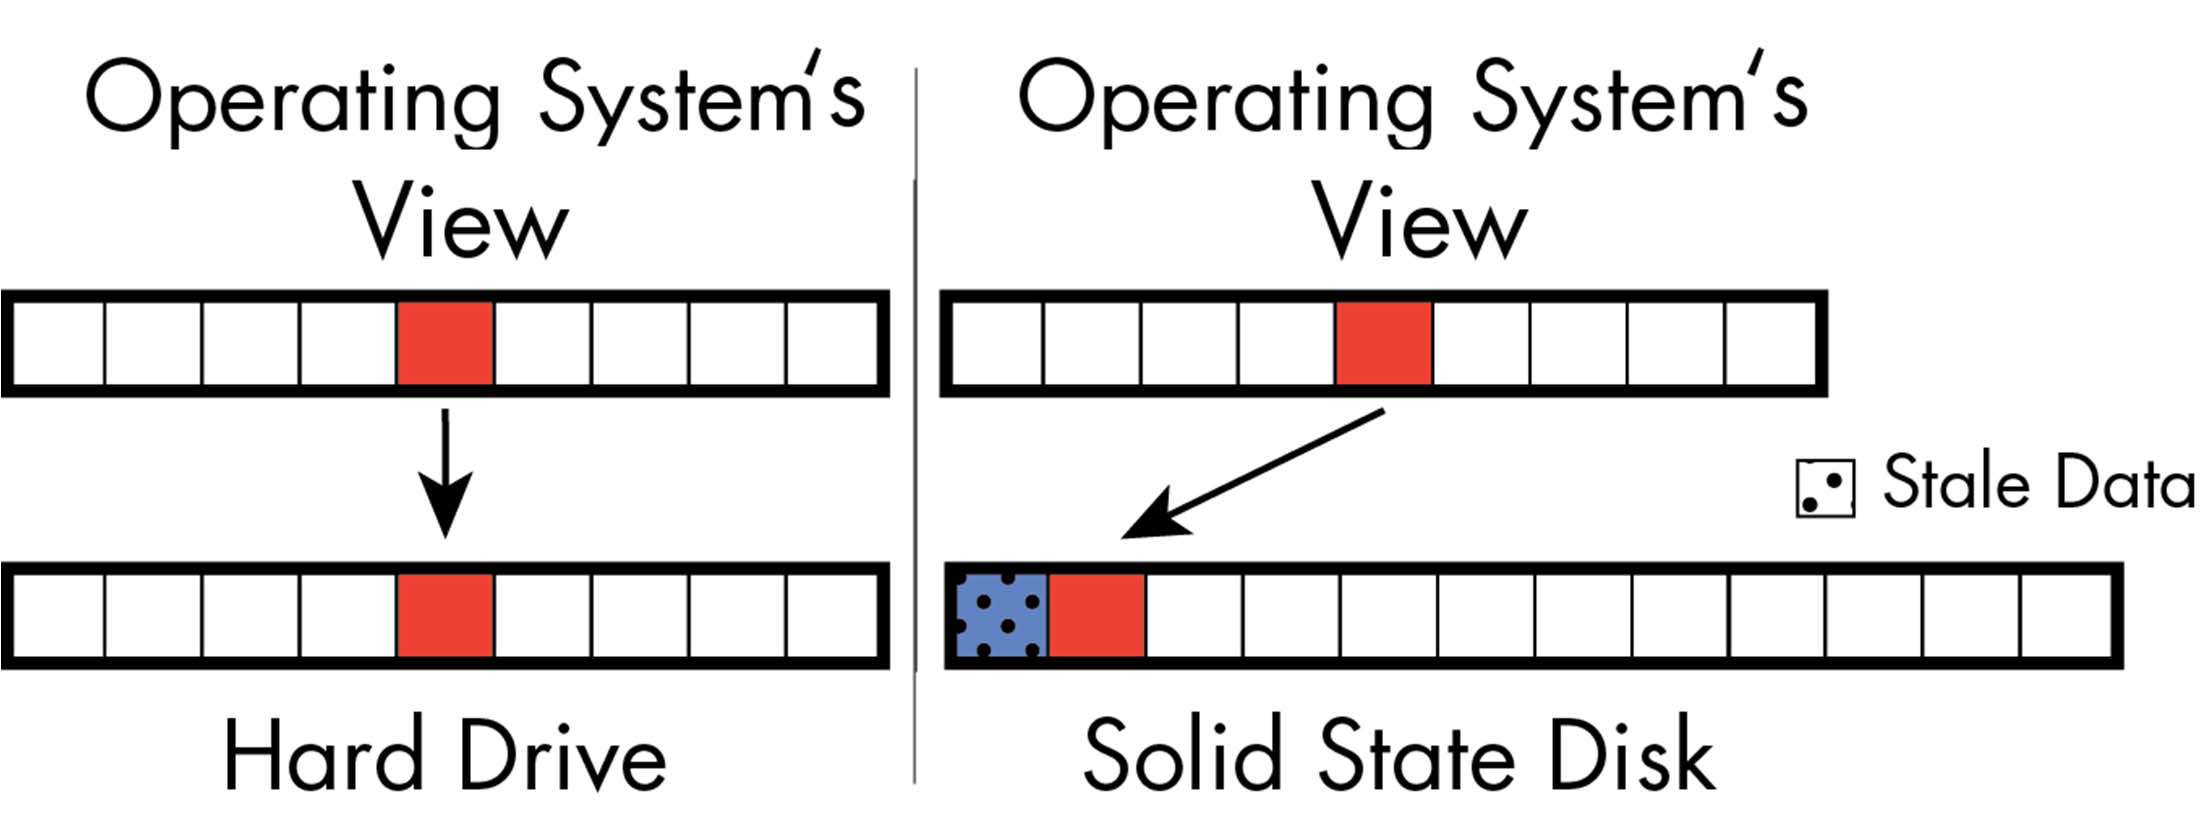 Operating System's
View
Hard Drive
Operating System's
View
Stale Data
Solid State Disk